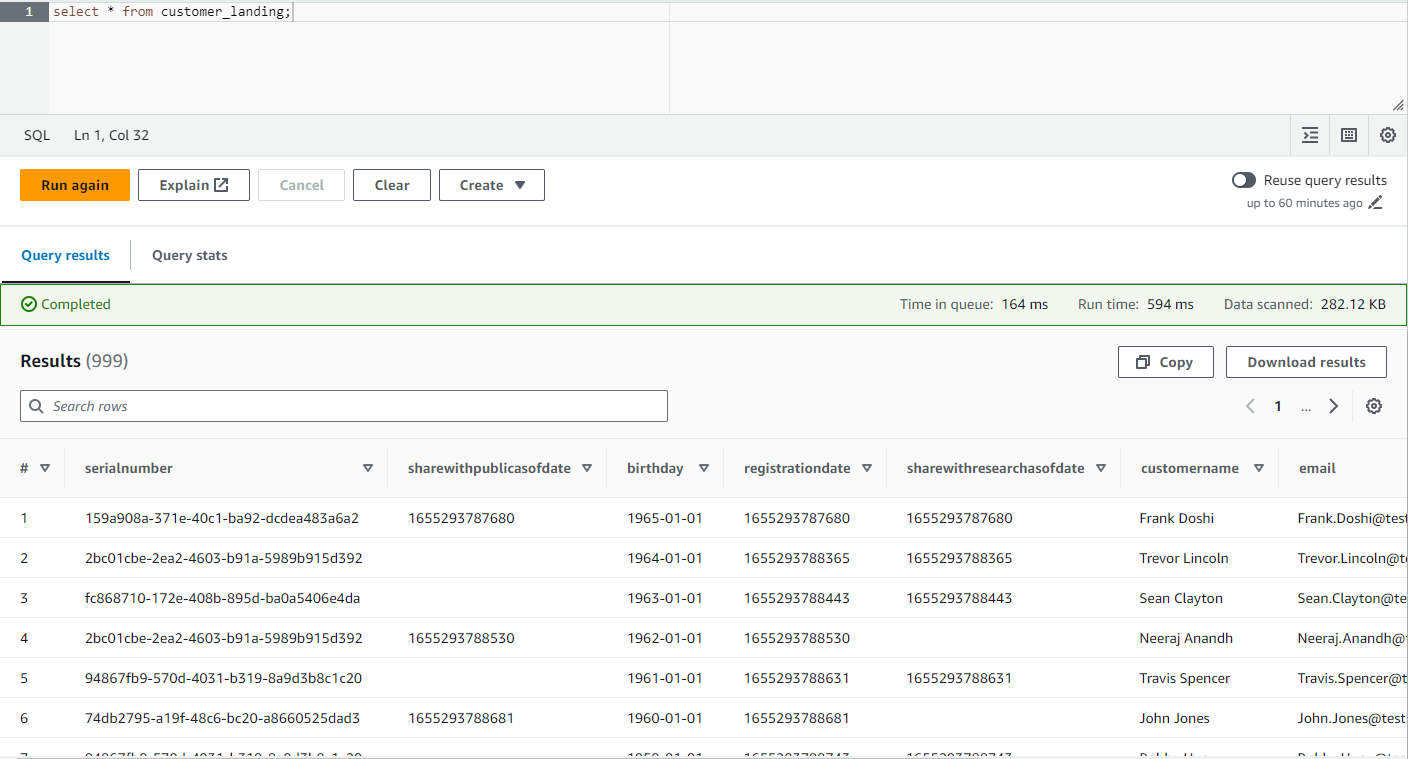 1 select * from customer_landing;
SQL Ln 1, Col 32
Run again Explain Cancel Clear Create Reuse query results
up to 60 minutes ago
Query results Query stats
Completed Time in queue: 164 ms Run time: 594 ms Data scanned: 282.12 KB
Results (999) Copy Download results
Search rows 1 ...
# serialnumber sharewithpublicasofdate birthday registrationdate sharewithresearchasofdate customername email
1 159a908a-371e-40c1-ba92-dcdea483a6a2 1655293787680 1965-01-01 1655293787680 1655293787680 Frank Doshi Frank.Doshi@test
2 2bc01cbe-2ea2-4603-b91a-5989b915d392 1964-01-01 1655293788365 1655293788365 Trevor Lincoln Trevor.Lincoln@t
3 fc868710-172e-408b-895d-ba0a5406e4da 1963-01-01 1655293788443 1655293788443 Sean Clayton Sean.Clayton@te
4 2bc01cbe-2ea2-4603-b91a-5989b915d392 1655293788530 1962-01-01 1655293788530 Neeraj Anandh Neeraj.Anandh@
5 94867fb9-570d-4031-b319-8a9d3b8c1c20 1961-01-01 1655293788631 1655293788631 Travis Spencer Travis.Spencer@t
6 74db2795-a19f-48c6-bc20-a8660525dad3 1655293788681 1960-01-01 1655293788681 John Jones John.Jones@test